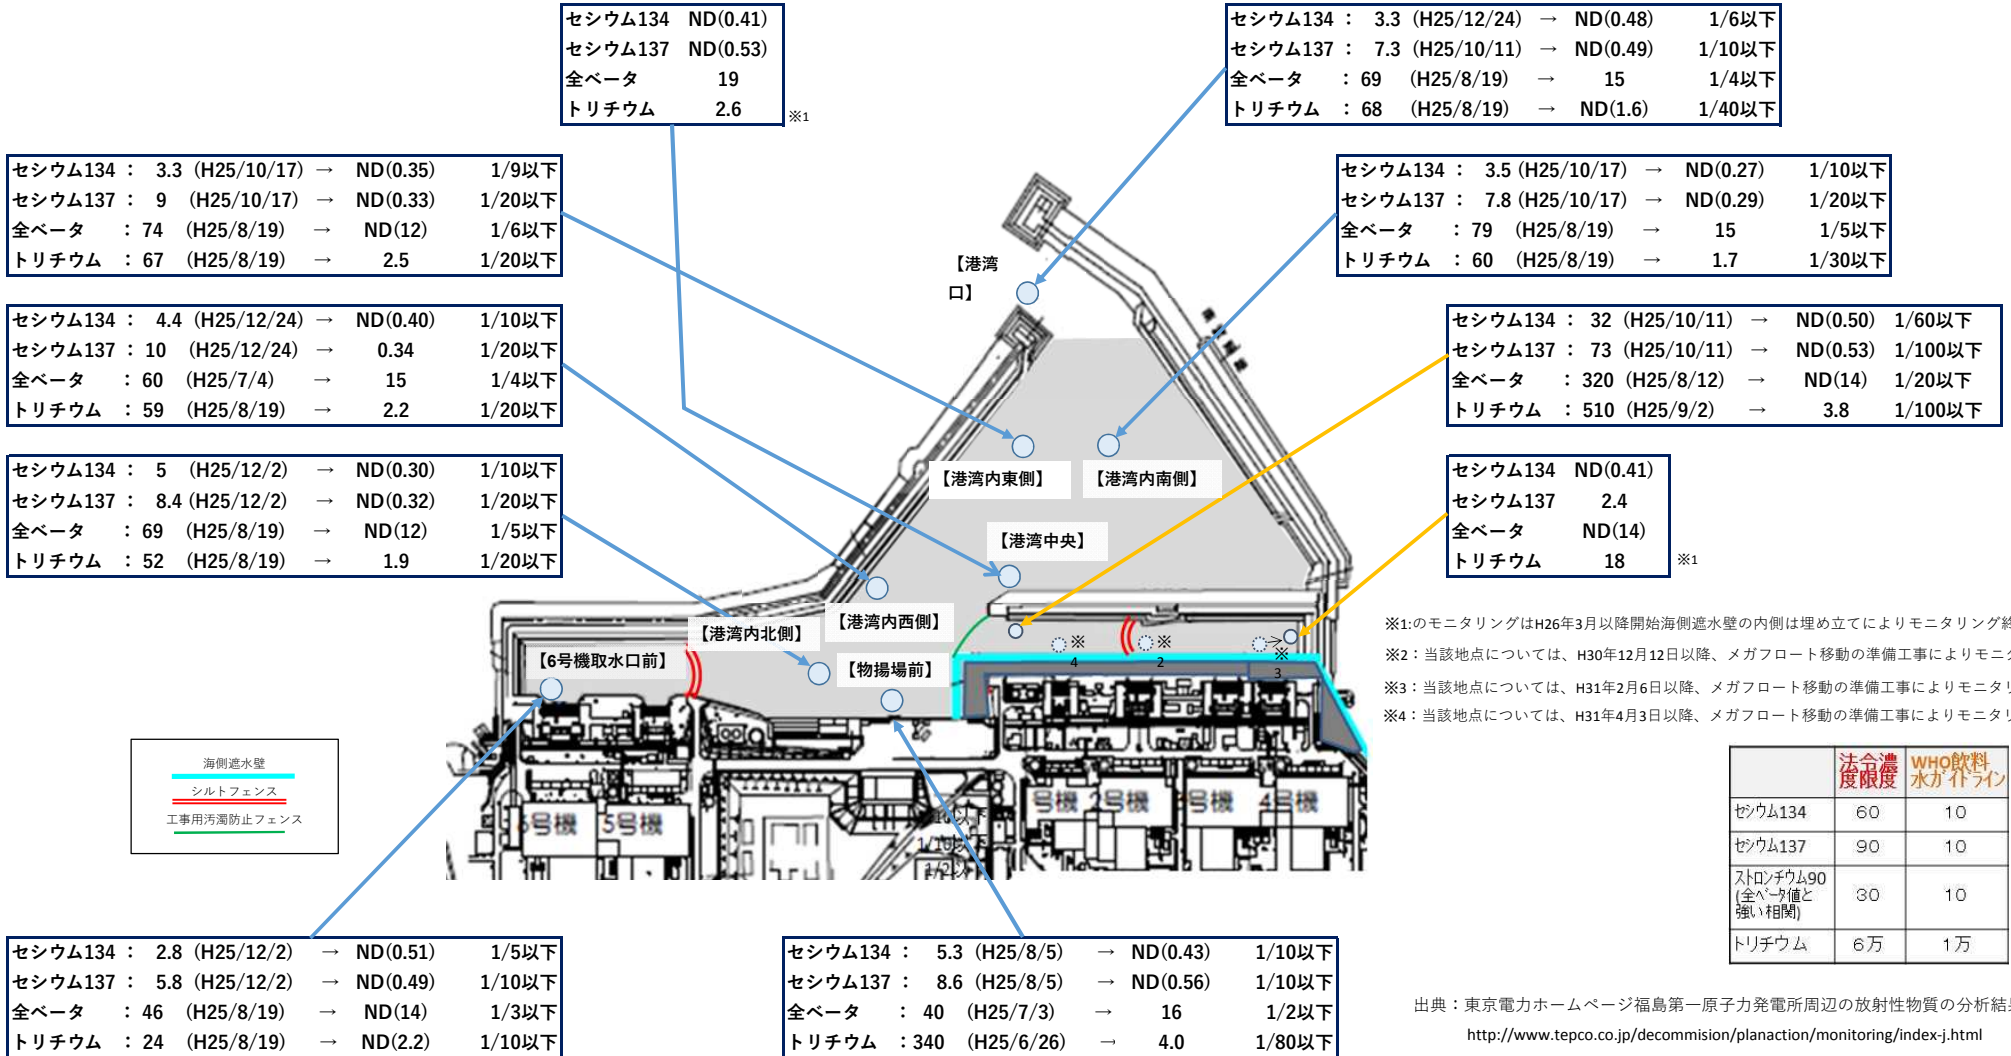 セシウム134 ND(0.41)
セシウム137 ND(0.53)
全ベータ 19
トリチウム 2.6 ※1
セシウム134 : 3.3 (H25/12/24) → ND(0.48) 1/6以下
セシウム137 : 7.3 (H25/10/11) → ND(0.49) 1/10以下
全ベータ : 69 (H25/8/19) → 15 1/4以下
トリチウム : 68 (H25/8/19) → ND(1.6) 1/40以下
セシウム134 : 3.3 (H25/10/17) → ND(0.35) 1/9以下
セシウム137 : 9 (H25/10/17) → ND(0.33) 1/20以下
全ベータ : 74 (H25/8/19) → ND(12) 1/6以下
トリチウム : 67 (H25/8/19) → 2.5 1/20以下
セシウム134 : 3.5 (H25/10/17) → ND(0.27) 1/10以下
セシウム137 : 7.8 (H25/10/17) → ND(0.29) 1/20以下
全ベータ : 79 (H25/8/19) → 15 1/5以下
トリチウム : 60 (H25/8/19) → 1.7 1/30以下
【港湾
口】
セシウム134 : 4.4 (H25/12/24) → ND(0.40) 1/10以下
セシウム137 : 10 (H25/12/24) → 0.34 1/20以下
全ベータ : 60 (H25/7/4) → 15 1/4以下
トリチウム : 59 (H25/8/19) → 2.2 1/20以下
セシウム134 : 32 (H25/10/11) → ND(0.50) 1/60以下
セシウム137 : 73 (H25/10/11) → ND(0.53) 1/100以下
全ベータ : 320 (H25/8/12) → ND(14) 1/20以下
トリチウム : 510 (H25/9/2) → 3.8 1/100以下
セシウム134 : 5 (H25/12/2) → ND(0.30) 1/10以下
セシウム137 : 8.4 (H25/12/2) → ND(0.32) 1/20以下
全ベータ : 69 (H25/8/19) → ND(12) 1/5以下
トリチウム : 52 (H25/8/19) → 1.9 1/20以下
【港湾内東側】
【港湾内南側】
セシウム134 ND(0.41)
セシウム137 2.4
全ベータ ND(14)
トリチウム 18 ※1
【港湾中央】
【港湾内西側】
【港湾内北側】
【6号機取水口前】
【物揚場前】
※
4
※
2
※
3
※1:のモニタリングはH26年3月以降開始海側遮水壁の内側は埋め立てによりモニタリング
※2：当該地点については、H30年12月12日以降、メガフロート移動の準備工事によりモニ
※3：当該地点については、H31年2月6日以降、メガフロート移動の準備工事によりモニタ
※4：当該地点については、H31年4月3日以降、メガフロート移動の準備工事によりモニタ
海側遮水壁
シルトフェンス
工事用汚濁防止フェンス
6号機 5号機
号機 2号機 号機 4号機
法令濃度限度 WHO飲料水ガイドライン
セシウム134 60 10
セシウム137 90 10
ストロンチウム90
(全ベータ値と
強い相関) 30 10
トリチウム 6万 1万
セシウム134 : 2.8 (H25/12/2) → ND(0.51) 1/5以下
セシウム137 : 5.8 (H25/12/2) → ND(0.49) 1/10以下
全ベータ : 46 (H25/8/19) → ND(14) 1/3以下
トリチウム : 24 (H25/8/19) → ND(2.2) 1/10以下
セシウム134 : 5.3 (H25/8/5) → ND(0.43) 1/10以下
セシウム137 : 8.6 (H25/8/5) → ND(0.56) 1/10以下
全ベータ : 40 (H25/7/3) → 16 1/2以下
トリチウム : 340 (H25/6/26) → 4.0 1/80以下
出典：東京電力ホームページ福島第一原子力発電所周辺の放射性物質の分析結
http://www.tepco.co.jp/decommision/planaction/monitoring/index-j.html